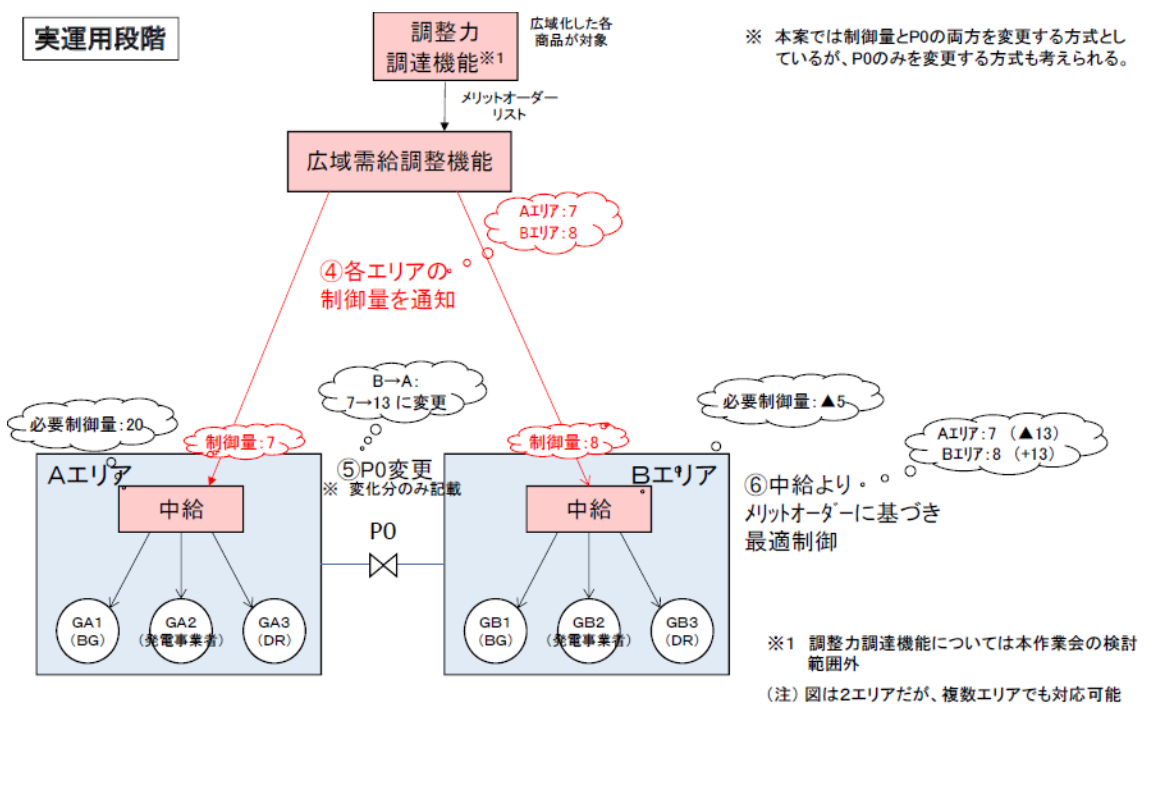 実運用段階
調整力
調達機能※1
広域化した各
商品が対象
※ 本案では制御量とP0の両方を変更する方式とし
ているが、P0のみを変更する方式も考えられる。
メリットオーダー
リスト
広域需給調整機能
Aエリア:7
Bエリア:8
④各エリアの
制御量を通知
B→A:
7→13 に変更
必要制御量:20
制御量:7
制御量:8
必要制御量:▲5
Aエリア:7 (▲13)
Bエリア:8 (+13)
Aエリア
⑤P0変更
※ 変化分のみ記載
Bエリア
⑥中給より
メリットオーダーに基づき
最適制御
中給
P0
中給
GA1
(BG)
GA2
(発電事業者)
GA3
(DR)
GB1
(BG)
GB2
(発電事業者)
GB3
(DR)
※1 調整力調達機能については本作業会の検討
範囲外
(注) 図は2エリアだが、複数エリアでも対応可能